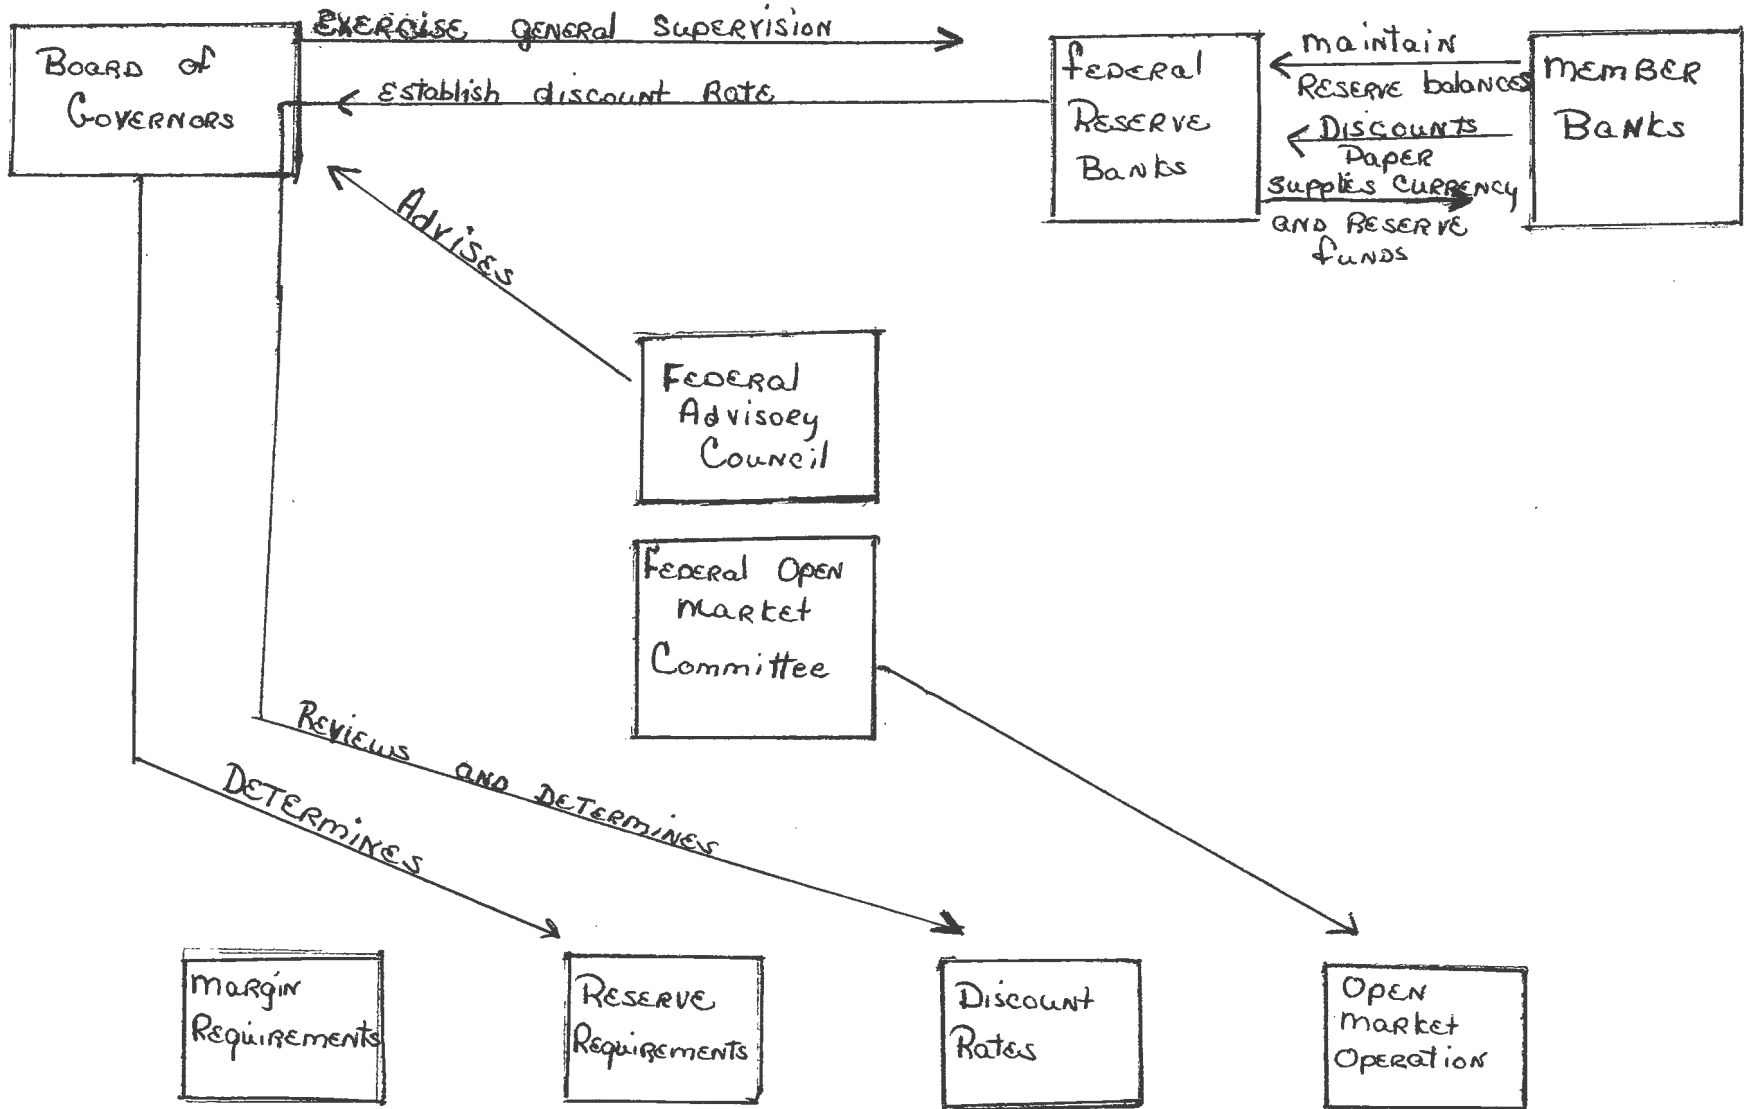 EXERCISE general Supervision
Board of
Governors
Establish discount Rate
federal
Reserve
Banks
maintain
Reserve balances
Discounts
Paper
supplies currency
and Reserve
funds
member
Banks
Advises
Federal
Advisory
Council
Federal Open
Market
Committee
Reviews and Determines
Determines
Margin
Requirements
Reserve
Requirements
Discount
Rates
Open
Market
Operation